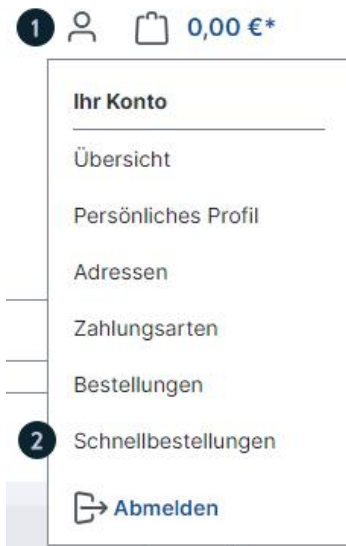 1 0,00 €*
Ihr Konto
Übersicht
Persönliches Profil
Adressen
Zahlungsarten
Bestellungen
2 Schnellbestellungen
Abmelden